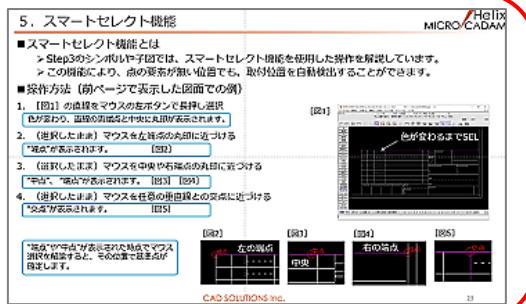 5．スマートセレクト機能
Helix
MICRO CADAM
■スマートセレクト機能とは
➢Step3のシンボルや子図では、スマートセレクト機能を使用した操作を解説しています。
➢この機能により、点の要素が無い位置でも、取付位置を自動検出することができます。
■操作方法（前ページで表示した図面での例）
1. [図1] の直線をマウスの左ボタンで長押し選択
色が変わり、直線の両端点と中央に丸印が表示されます。
[図1]
色が変わるまでSEL
2. （選択したまま）マウスを左端点の丸印に近づける
"端点"が表示されます。 [図2]
3. （選択したまま）マウスを中央や右端点の丸印に近づける
"中点"、"端点"が表示されます。 [図3] [図4]
4. （選択したまま）マウスを任意の垂直線との交点に近づける
"交点"が表示されます。 [図5]
"端点"や"中点"が表示された時点でマウス
選択を解除すると、その位置で基準点が
確定します。
[図2] [図3] [図4] [図5]
左の端点
中央
右の端点
CAD SOLUTIONS Inc.
23